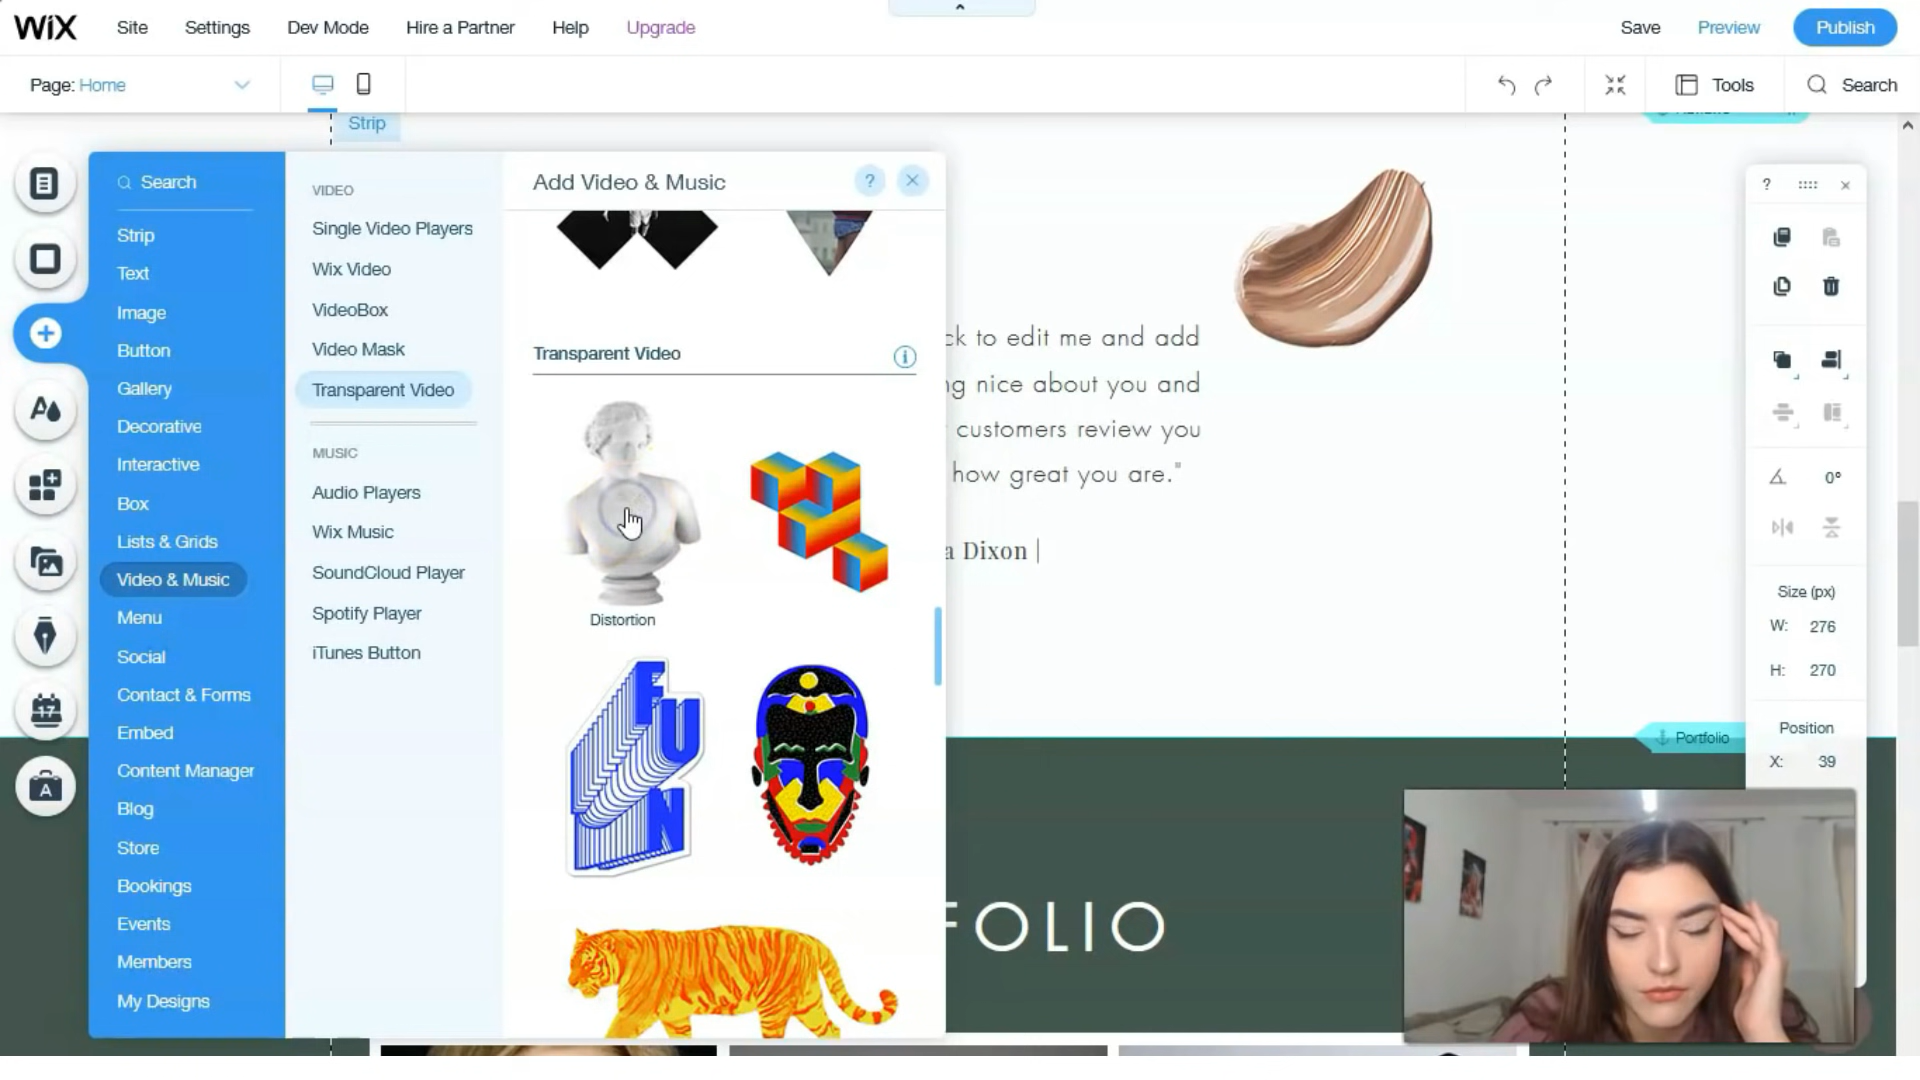 WiX
Site
Settings
Dev Mode
Hire a Partner
Help
Upgrade
Save
Preview
Publish
Page: Home
Tools
Search
Strip
Search
Strip
Text
Image
Button
Gallery
Decorative
Interactive
Box
Lists & Grids
Video & Music
Menu
Social
Contact & Forms
Embed
Content Manager
Blog
Store
Bookings
Events
Members
My Designs
VIDEO
Single Video Players
Wix Video
VideoBox
Video Mask
Transparent Video
MUSIC
Audio Players
Wix Music
SoundCloud Player
Spotify Player
iTunes Button
Add Video & Music
?
Transparent Video
Distortion
FUN
ck to edit me and add
ng nice about you and
customers review you
how great you are."
a Dixon |
Portfolio
FOLIO
?
0°
Size (px)
W: 276
H: 270
Position
X: 39
17
A